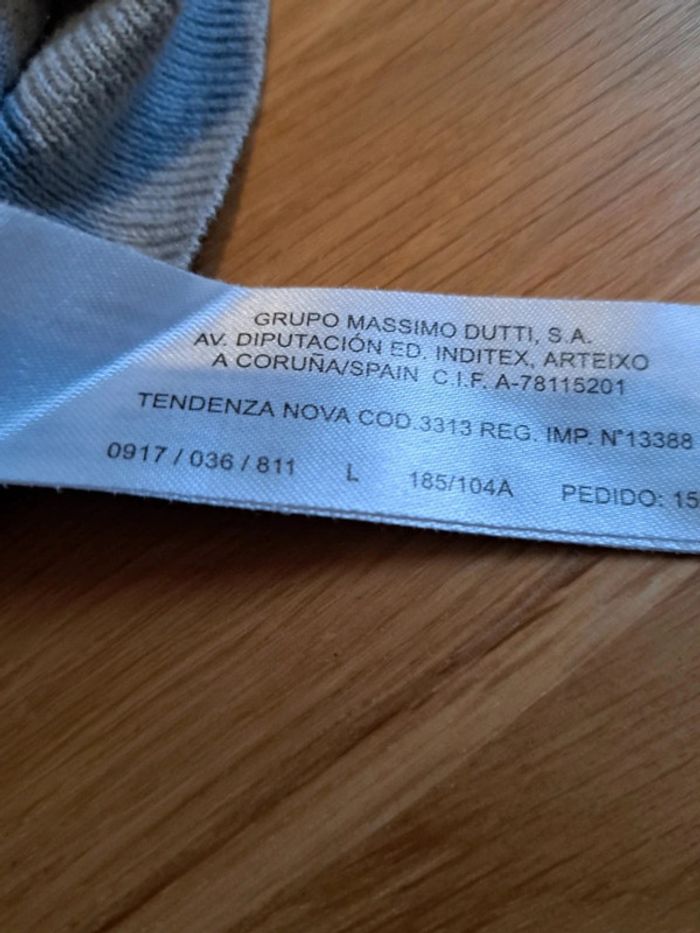 GRUPO MASSIMO DUTTI, S.A.
AV. DIPUTACIÓN ED. INDITEX, ARTEIXO
A CORUÑA/SPAIN C.I.F. A-78115201
TENDENZA NOVA COD.3313 REG. IMP. N°13388
0917 / 036 / 811 L 185/104A PEDIDO: 15